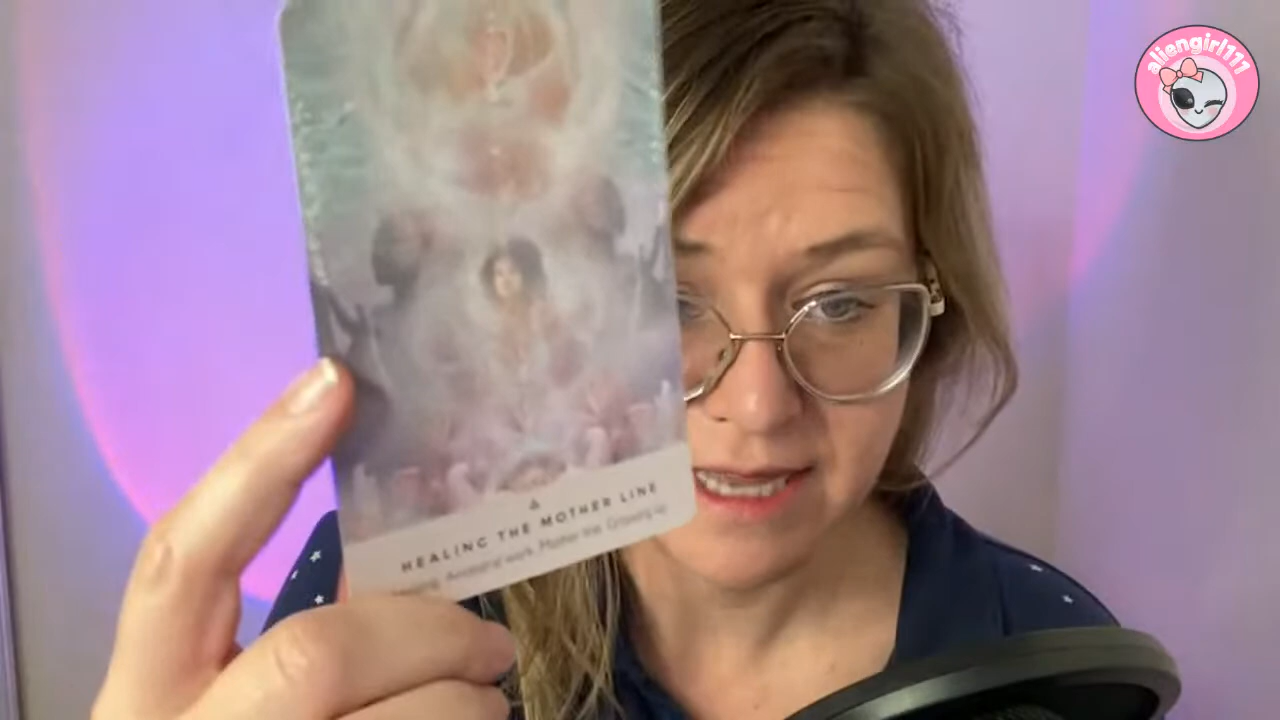 aliengirl111
HEALING THE MOTHER LINE
Ancestral work. Mother line. Growing up